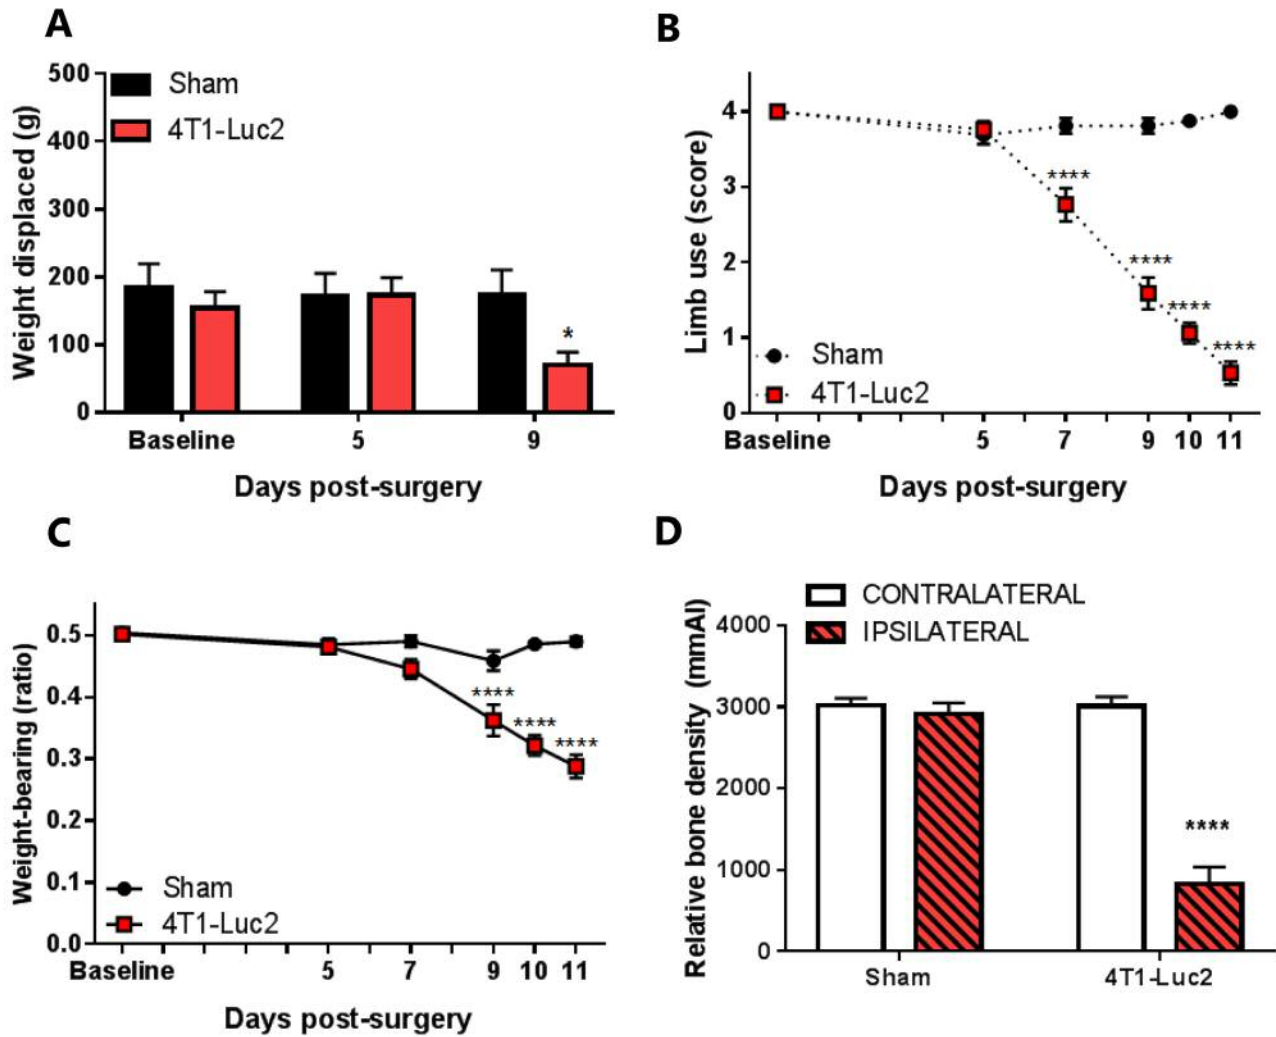 A
Weight displaced (g)
500
400
300
200
100
0
Sham
4T1-Luc2
*
Baseline
5
9
Days post-surgery
B
Limb use (score)
4
3
2
1
0
****
****
****
****
Sham
4T1-Luc2
Baseline
5
7
9
10
11
Days post-surgery
C
Weight-bearing (ratio)
0.5
0.4
0.3
0.2
0.1
0.0
****
****
****
Sham
4T1-Luc2
Baseline
5
7
9
10
11
Days post-surgery
D
Relative bone density (mmAl)
CONTRALATERAL
IPSILATERAL
4000
3000
2000
1000
0
****
Sham
4T1-Luc2